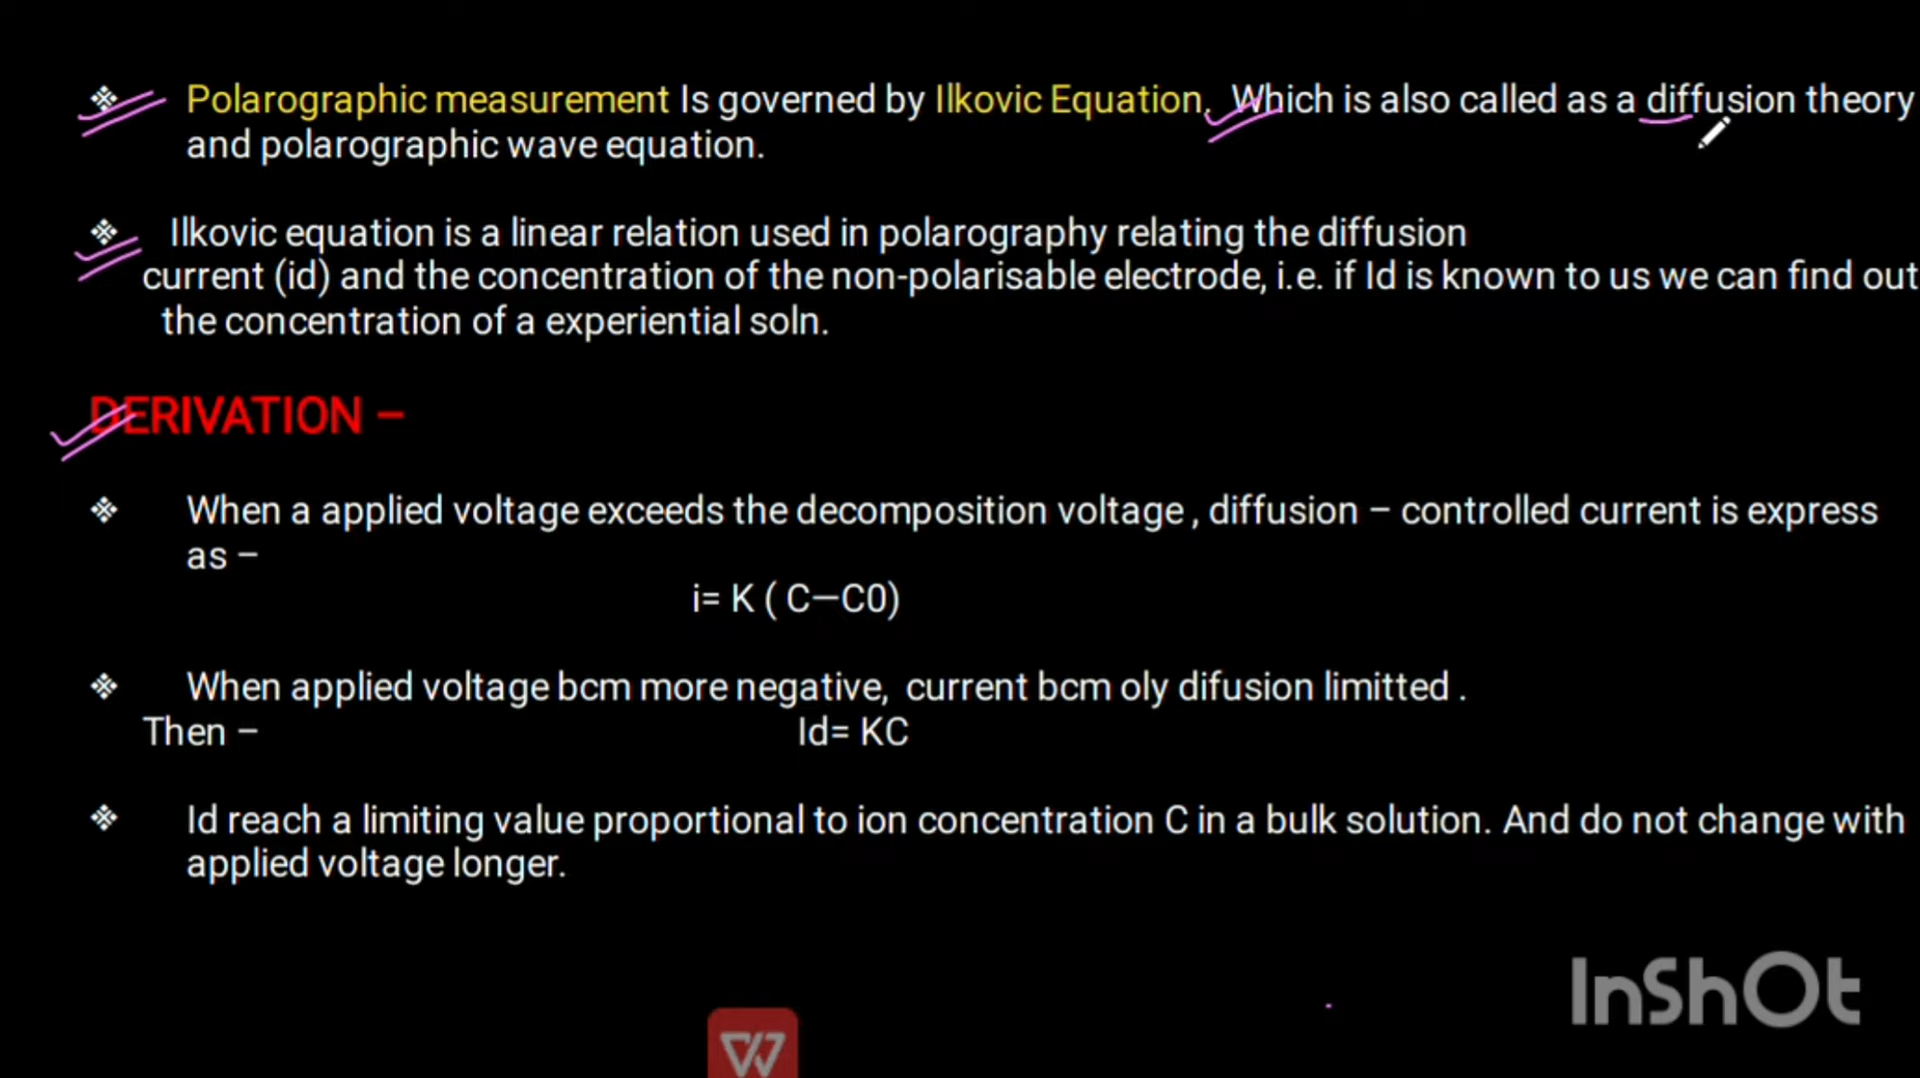 ❖ Polarographic measurement Is governed by Ilkovic Equation. Which is also called as a diffusion theory
and polarographic wave equation.
❖ Ilkovic equation is a linear relation used in polarography relating the diffusion
current (id) and the concentration of the non-polarisable electrode, i.e. if Id is known to us we can find out
the concentration of a experiential soln.
DERIVATION –
❖ When a applied voltage exceeds the decomposition voltage , diffusion – controlled current is express
as –
i= K ( C—C0)
❖ When applied voltage bcm more negative, current bcm oly difusion limitted .
Then – Id= KC
❖ Id reach a limiting value proportional to ion concentration C in a bulk solution. And do not change with
applied voltage longer.
InShOt